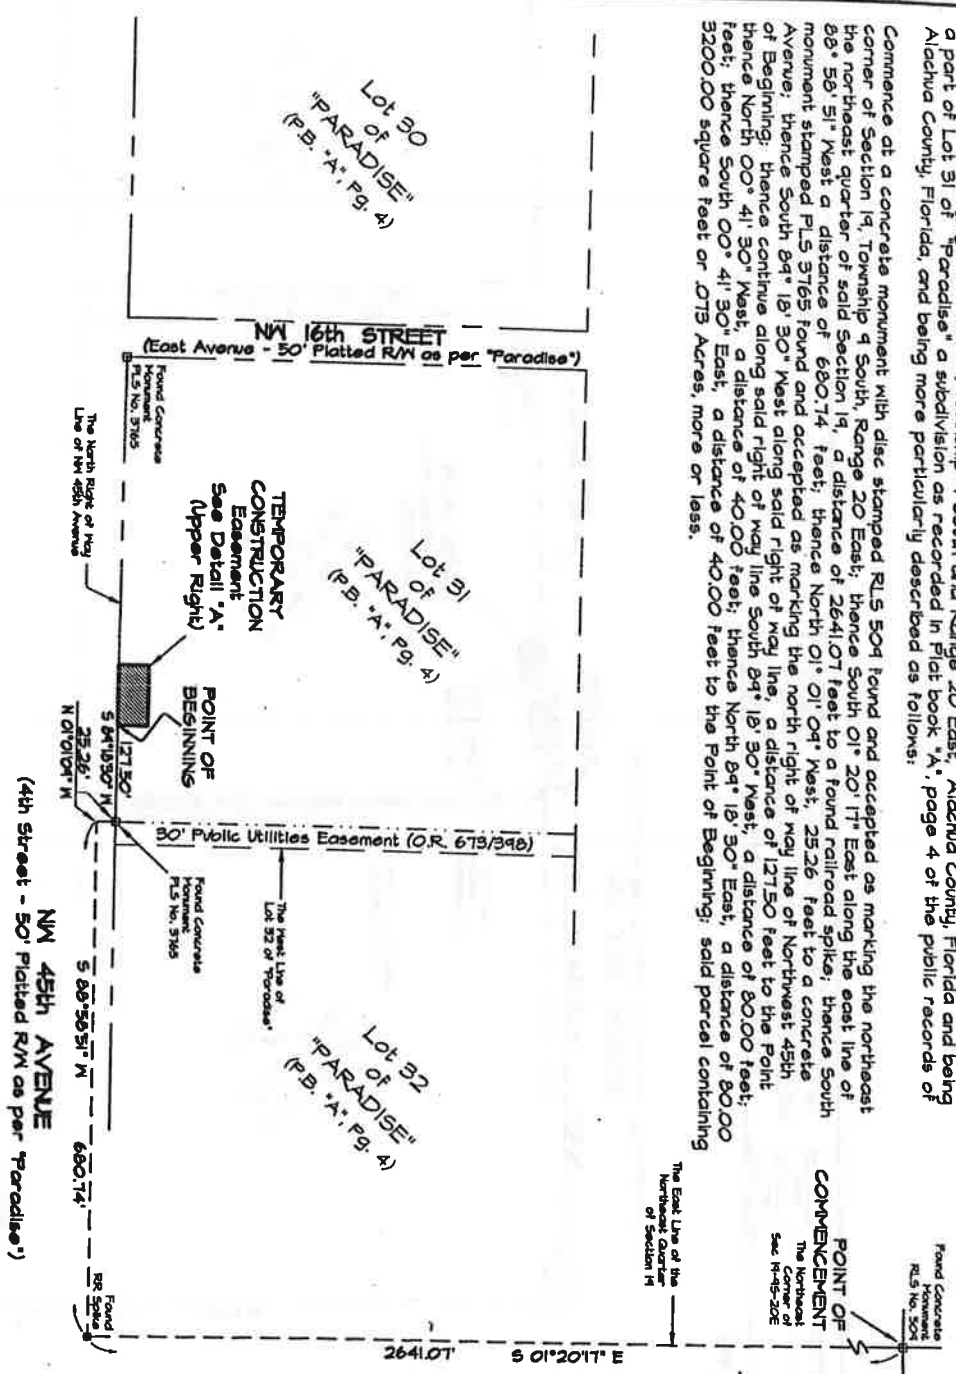 a part of Lot 31 of "Paradise" a subdivision as recorded in Plat book "A", page 4 of the public records of
Alachua County, Florida, and being more particularly described as follows:
Commence at a concrete monument with disc stamped RLS 509 found and accepted as marking the northeast
corner of Section 19, Township 9 South, Range 20 East; thence South 01° 20' 17" East along the east line of
the northeast quarter of said Section 19, a distance of 2641.07 feet to a found railroad spike; thence South
88° 58' 51" West a distance of 680.74 feet; thence North 01° 01' 09" West, 25.26 feet to a concrete
monument stamped PLS 3765 found and accepted as marking the north right of way line of Northwest 45th
Avenue; thence South 89° 18' 30" West along said right of way line, a distance of 127.50 feet to the Point
of Beginning; thence continue along said right of way line South 89° 18' 30" West, a distance of 80.00 feet;
thence North 00° 41' 30" West, a distance of 40.00 feet; thence North 89° 18' 30" East, a distance of 80.00
feet; thence South 00° 41' 30" East, a distance of 40.00 feet to the Point of Beginning; said parcel containing
3200.00 square feet or .073 Acres, more or less.
Found Concrete
Monument
RLS No. 509
POINT OF
COMMENCEMENT
The Northeast
Corner of
Sec 19-9S-20E
The East Line of the
Northeast Quarter
of Section 19
Lot 30
of
"PARADISE"
(P.B. "A", Pg. 4)
NW 16th STREET
(East Avenue - 50' Platted R/W as per "Paradise")
Lot 31
of
"PARADISE"
(P.B. "A", Pg. 4)
Lot 32
of
"PARADISE"
(P.B. "A", Pg. 4)
Found Concrete
Monument
PLS No. 3765
The North Right of Way
Line of NW 45th Avenue
TEMPORARY
CONSTRUCTION
Easement
See Detail "A"
(Upper Right)
POINT OF
BEGINNING
127.50'
S 89°18'30" W
25.26'
N 01°01'09" W
30' Public Utilities Easement (O.R. 673/398)
The West Line of
Lot 32 of "Paradise"
Found Concrete
Monument
PLS No. 3765
S 88°58'51" W 680.74'
Found
RR Spike
2641.07' S 01°20'17" E
NW 45th AVENUE
(4th Street - 50' Platted R/W as per "Paradise")